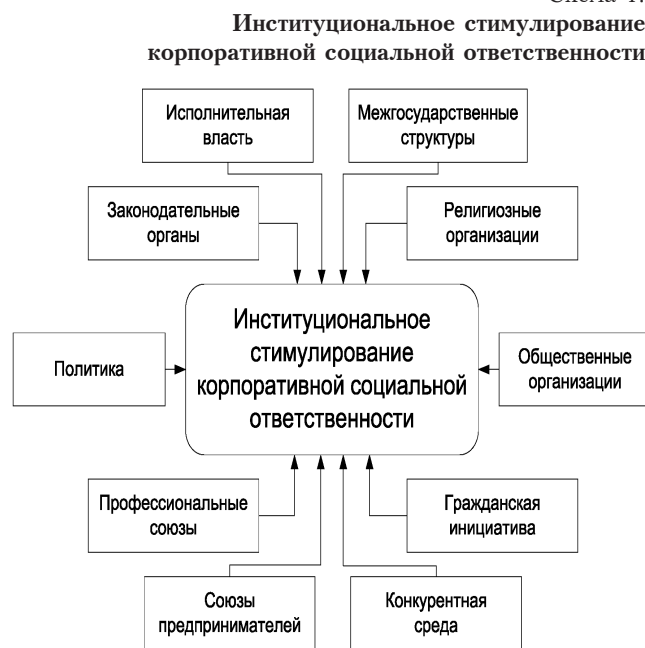 Институциональное стимулирование
корпоративной социальной ответственности
Исполнительная
власть
Межгосударственные
структуры
Законодательные
органы
Религиозные
организации
Институциональное
стимулирование
корпоративной социальной
ответственности
Политика
Общественные
организации
Профессиональные
союзы
Гражданская
инициатива
Союзы
предпринимателей
Конкурентная
среда